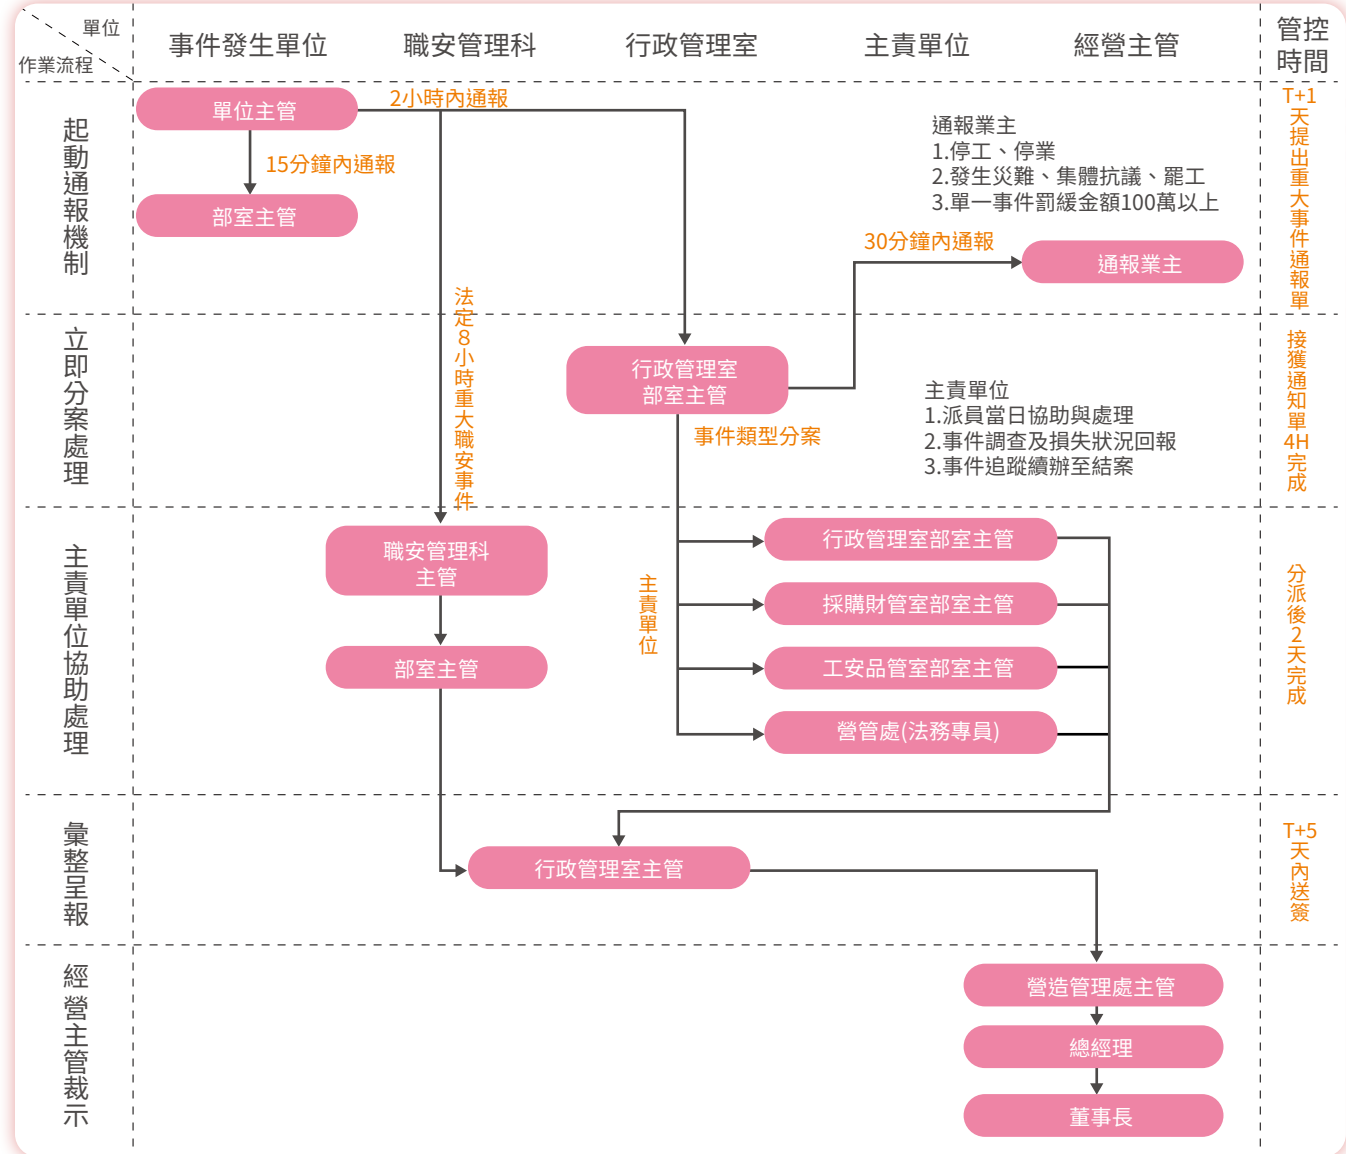 單位
作業流程
事件發生單位
職安管理科
行政管理室
主責單位
經營主管
管控
時間
起動通報機制
單位主管
2小時內通報
15分鐘內通報
部室主管
通報業主
1.停工、停業
2.發生災難、集體抗議、罷工
3.單一事件罰緩金額100萬以上
30分鐘內通報
通報業主
T+1天提出重大事件通報單
立即分案處理
法定8小時重大職安事件
行政管理室
部室主管
事件類型分案
主責單位
1.派員當日協助與處理
2.事件調查及損失狀況回報
3.事件追蹤續辦至結案
接獲通知單4H完成
主責單位協助處理
職安管理科
主管
部室主管
主責單位
行政管理室部室主管
採購財管室部室主管
工安品管室部室主管
營管處(法務專員)
分派後2天完成
彙整呈報
行政管理室主管
T+5天內送簽
經營主管裁示
營造管理處主管
總經理
董事長